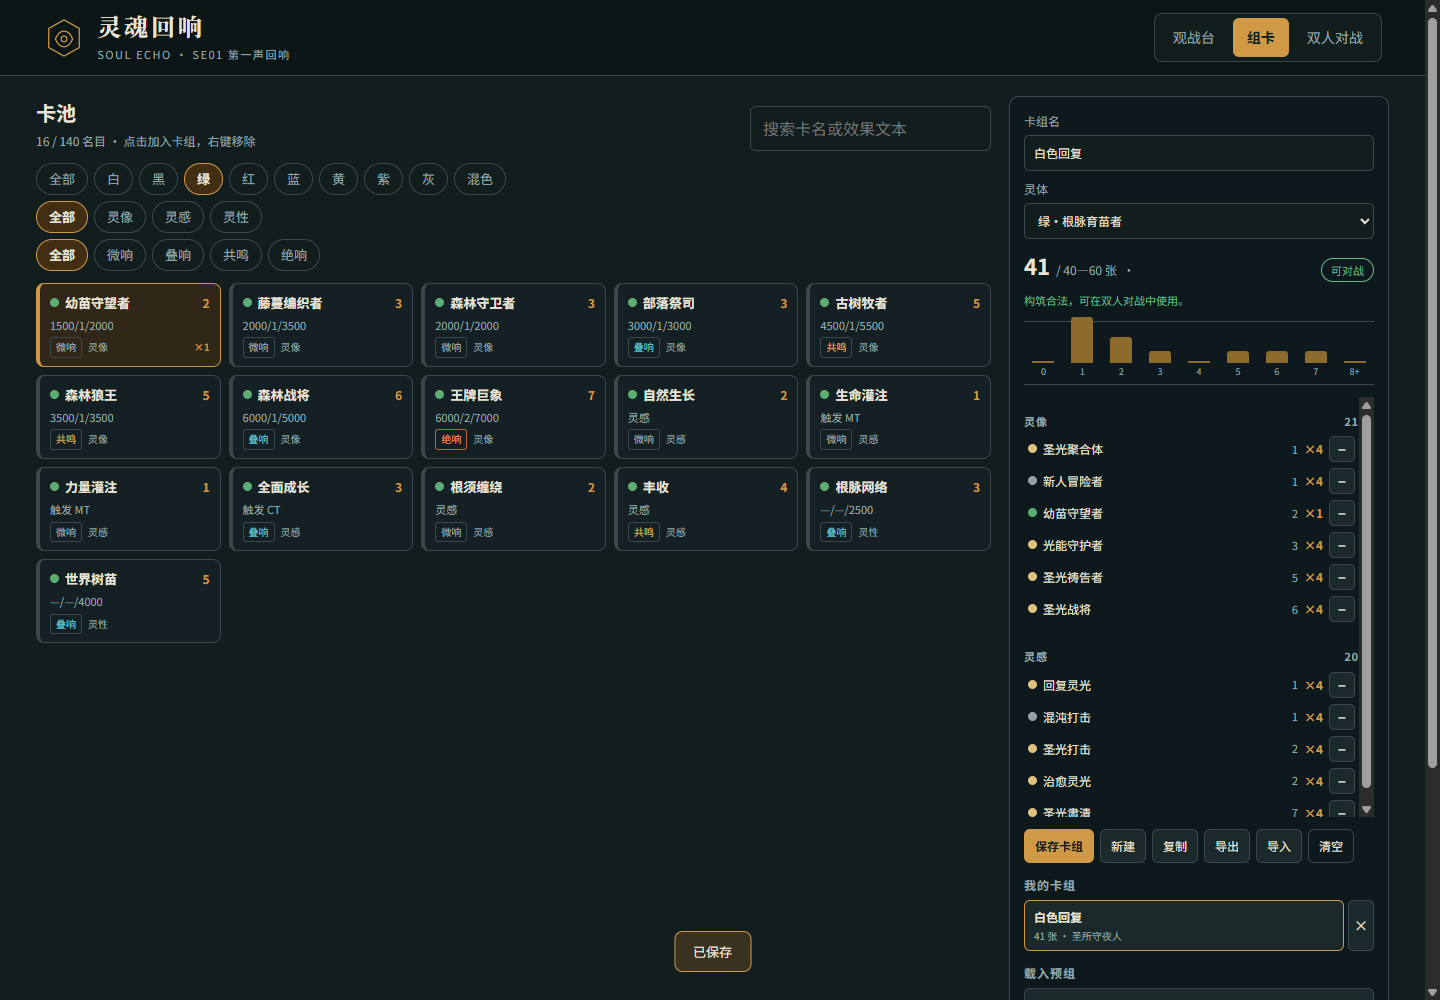 灵魂回响
SOUL ECHO · SE01 第一声回响
观战台 组卡 双人对战
卡池
16 / 140 名目 · 点击加入卡组，右键移除
搜索卡名或效果文本
全部 白 黑 绿 红 蓝 黄 紫 灰 混色
全部 灵像 灵感 灵性
全部 微响 叠响 共鸣 绝响
幼苗守望者 2
1500/1/2000
微响 灵像 ×1
藤蔓编织者 3
2000/1/3500
微响 灵像
森林守卫者 3
2000/1/2000
微响 灵像
部落祭司 3
3000/1/3000
叠响 灵像
古树牧者 5
4500/1/5500
共鸣 灵像
森林狼王 5
3500/1/3500
共鸣 灵像
森林战将 6
6000/1/5000
叠响 灵像
王牌巨象 7
6000/2/7000
绝响 灵像
自然生长 2
灵感
微响 灵感
生命灌注 1
触发 MT
微响 灵感
力量灌注 1
触发 MT
微响 灵感
全面成长 3
触发 CT
叠响 灵感
根须缠绕 2
灵感
微响 灵感
丰收 4
灵感
共鸣 灵感
根脉网络 3
—/—/2500
叠响 灵性
世界树苗 5
—/—/4000
叠响 灵性
已保存
卡组名
白色回复
灵体
绿·根脉育苗者
41 / 40—60 张 · 可对战
构筑合法，可在双人对战中使用。
0 1 2 3 4 5 6 7 8+
灵像 21
圣光聚合体 1 ×4 −
新人冒险者 1 ×4 −
幼苗守望者 2 ×1 −
光能守护者 3 ×4 −
圣光祷告者 5 ×4 −
圣光战将 6 ×4 −
灵感 20
回复灵光 1 ×4 −
混沌打击 1 ×4 −
圣光打击 2 ×4 −
治愈灵光 2 ×4 −
圣光肃清 7 ×4 −
保存卡组 新建 复制 导出 导入 清空
我的卡组
白色回复
41 张 · 圣所守夜人
×
载入预组